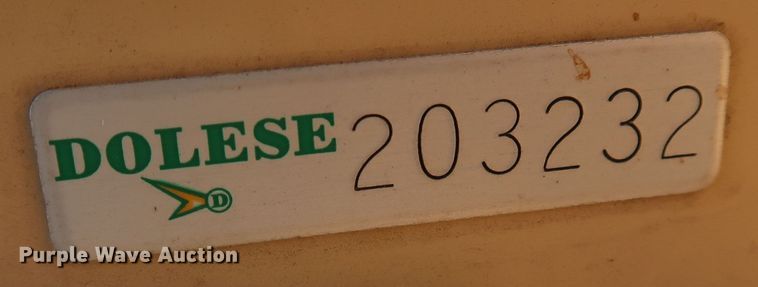 DOLESE 203232
D
Purple Wave Auction